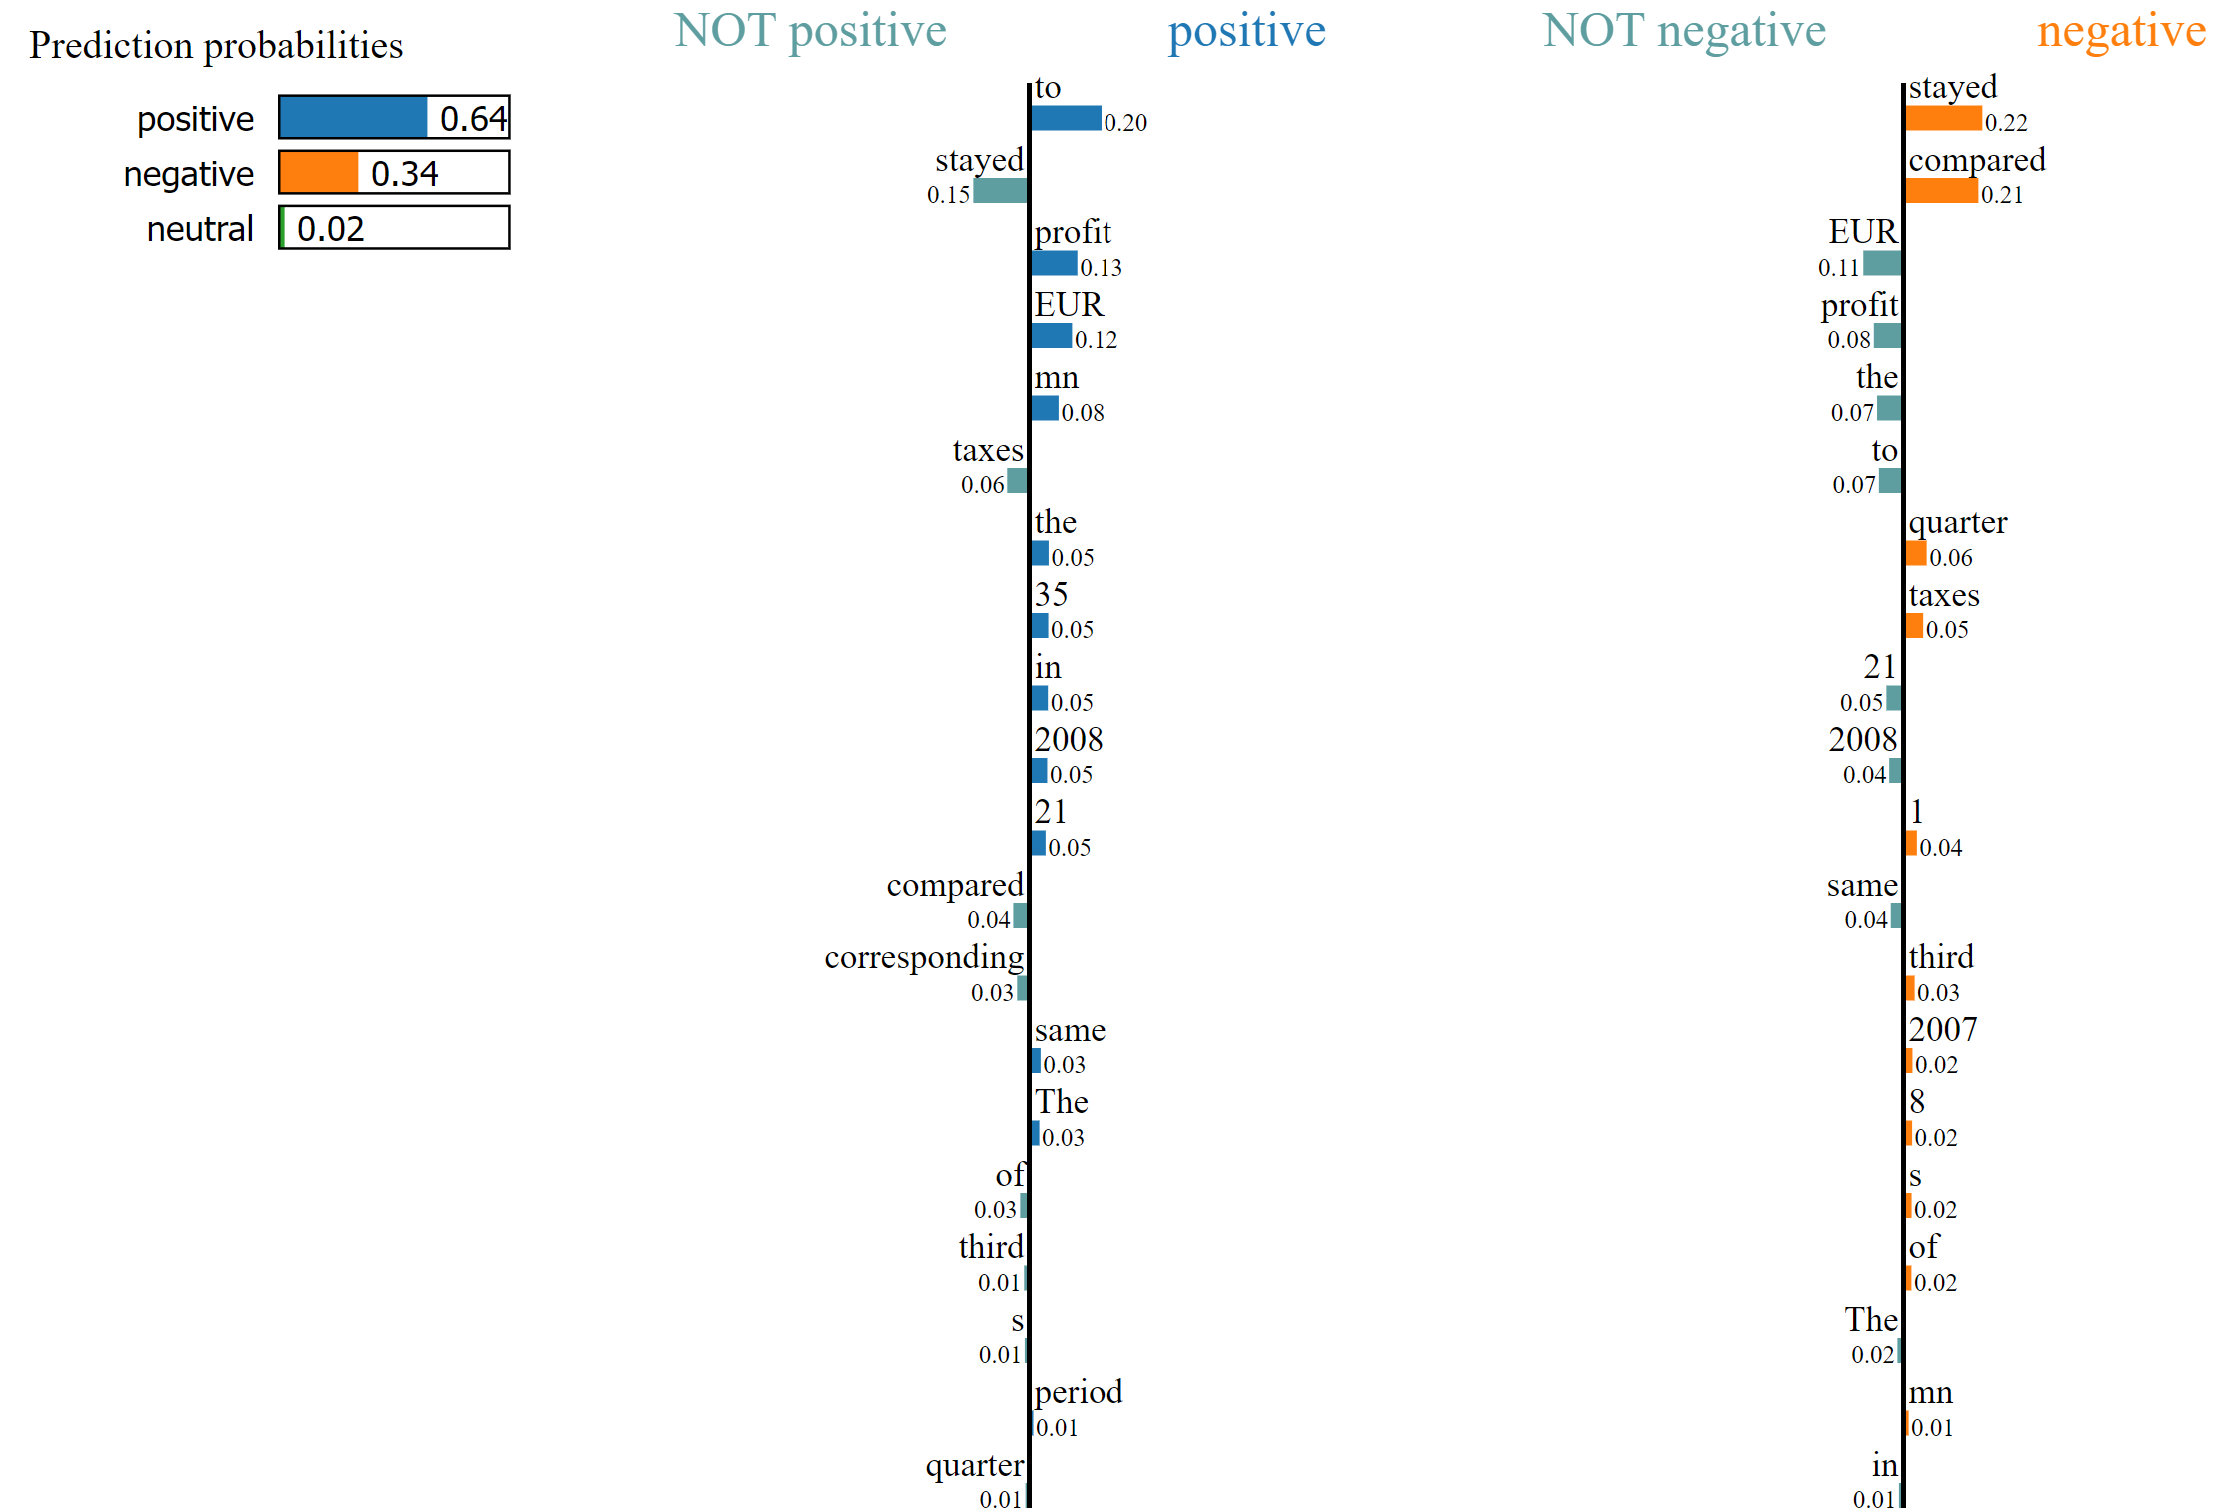 Prediction probabilities
positive 0.64
negative 0.34
neutral 0.02
NOT positive positive
to
0.20
stayed
0.15
profit
0.13
EUR
0.12
mn
0.08
taxes
0.06
the
0.05
35
0.05
in
0.05
2008
0.05
21
0.05
compared
0.04
corresponding
0.03
same
0.03
The
0.03
of
0.03
third
0.01
s
0.01
period
0.01
quarter
0.01
NOT negative negative
stayed
0.22
compared
0.21
EUR
0.11
profit
0.08
the
0.07
to
0.07
quarter
0.06
taxes
0.05
21
0.05
2008
0.04
1
0.04
same
0.04
third
0.03
2007
0.02
8
0.02
s
0.02
of
0.02
The
0.02
mn
0.01
in
0.01